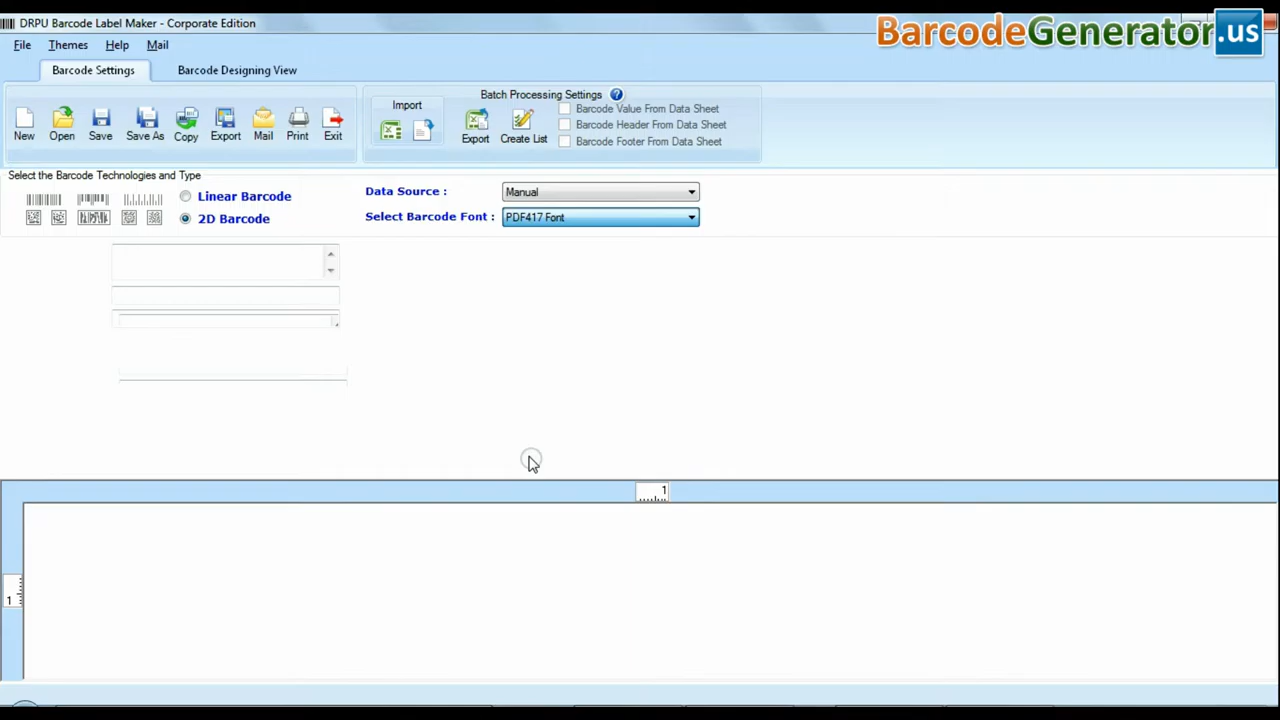 DRPU Barcode Label Maker - Corporate Edition
BarcodeGenerator.us
File Themes Help Mail
Barcode Settings Barcode Designing View
New Open Save Save As Copy Export Mail Print Exit
Import
Batch Processing Settings ?
Export Create List
Barcode Value From Data Sheet
Barcode Header From Data Sheet
Barcode Footer From Data Sheet
Select the Barcode Technologies and Type
Linear Barcode
2D Barcode
Data Source : Manual
Select Barcode Font : PDF417 Font
1
1